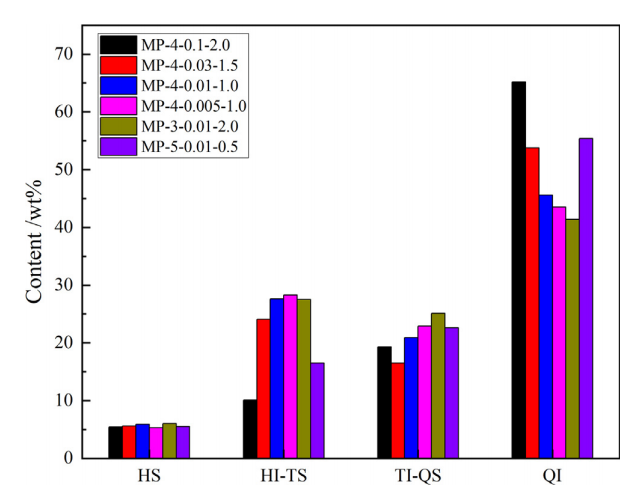 MP-4-0.1-2.0
MP-4-0.03-1.5
MP-4-0.01-1.0
MP-4-0.005-1.0
MP-3-0.01-2.0
MP-5-0.01-0.5
Content /wt%
70
60
50
40
30
20
10
0
HS HI-TS TI-QS QI